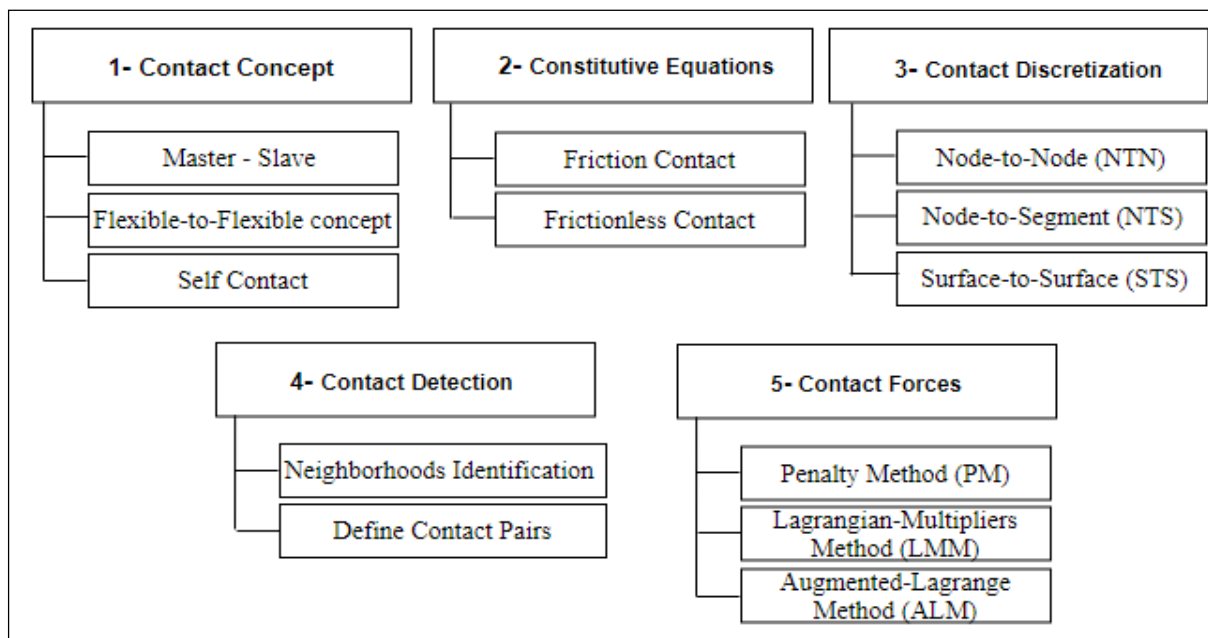 1- Contact Concept
Master - Slave
Flexible-to-Flexible concept
Self Contact
2- Constitutive Equations
Friction Contact
Frictionless Contact
3- Contact Discretization
Node-to-Node (NTN)
Node-to-Segment (NTS)
Surface-to-Surface (STS)
4- Contact Detection
Neighborhoods Identification
Define Contact Pairs
5- Contact Forces
Penalty Method (PM)
Lagrangian-Multipliers
Method (LMM)
Augmented-Lagrange
Method (ALM)